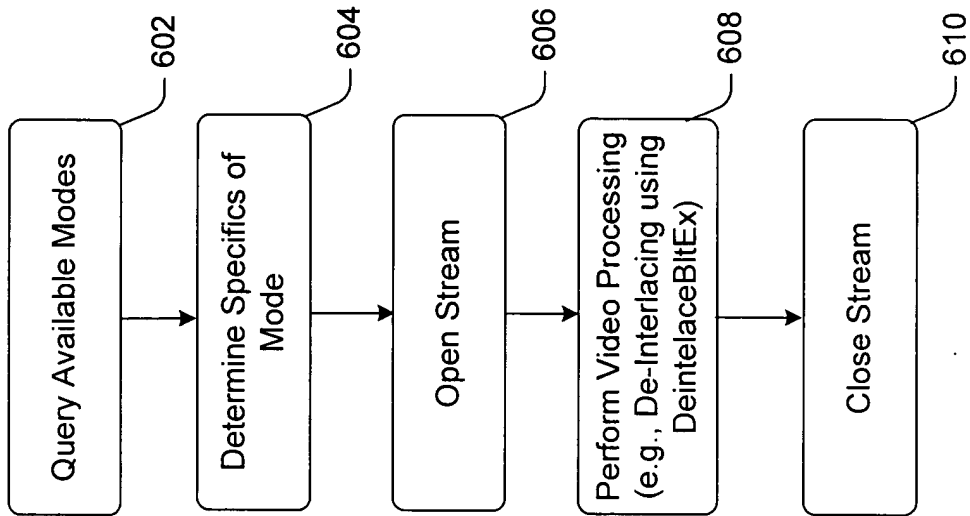 Query Available Modes
602
Determine Specifics of
Mode
604
Open Stream
606
Perform Video Processing
(e.g., De-Interlacing using
DeintelaceBltEx)
608
Close Stream
610